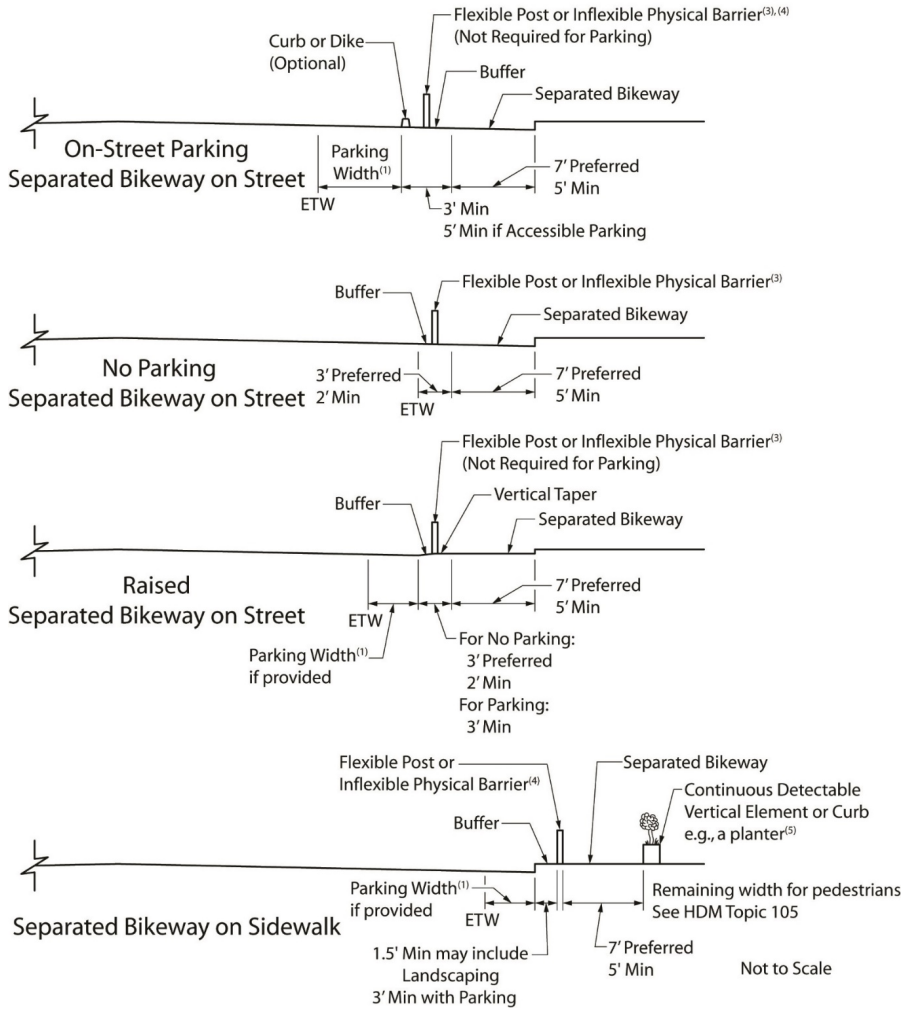 Flexible Post or Inflexible Physical Barrier(3), (4)
(Not Required for Parking)
Curb or Dike
(Optional)
Buffer
Separated Bikeway
On-Street Parking
Separated Bikeway on Street
Parking
Width(1)
7' Preferred
5' Min
ETW
3' Min
5' Min if Accessible Parking
Flexible Post or Inflexible Physical Barrier(3)
Buffer
Separated Bikeway
No Parking
Separated Bikeway on Street
3' Preferred
2' Min
7' Preferred
5' Min
ETW
Flexible Post or Inflexible Physical Barrier(3)
(Not Required for Parking)
Vertical Taper
Buffer
Separated Bikeway
Raised
Separated Bikeway on Street
7' Preferred
5' Min
ETW
Parking Width(1)
if provided
For No Parking:
3' Preferred
2' Min
For Parking:
3' Min
Flexible Post or
Inflexible Physical Barrier(4)
Separated Bikeway
Continuous Detectable
Vertical Element or Curb
e.g., a planter(5)
Buffer
Parking Width(1)
if provided
ETW
Remaining width for pedestrians
See HDM Topic 105
Separated Bikeway on Sidewalk
1.5' Min may include
Landscaping
3' Min with Parking
7' Preferred
5' Min
Not to Scale